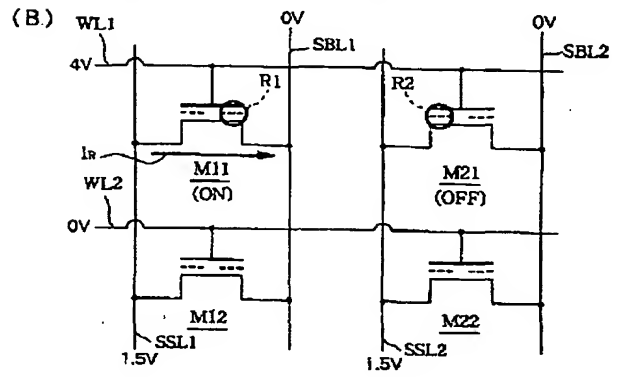 (B.)
WL1
0V
0V
SBL1
SBL2
4V
R1
R2
IR
M11
(ON)
M21
(OFF)
WL2
0V
M12
M22
SSL1
SSL2
1.5V
1.5V